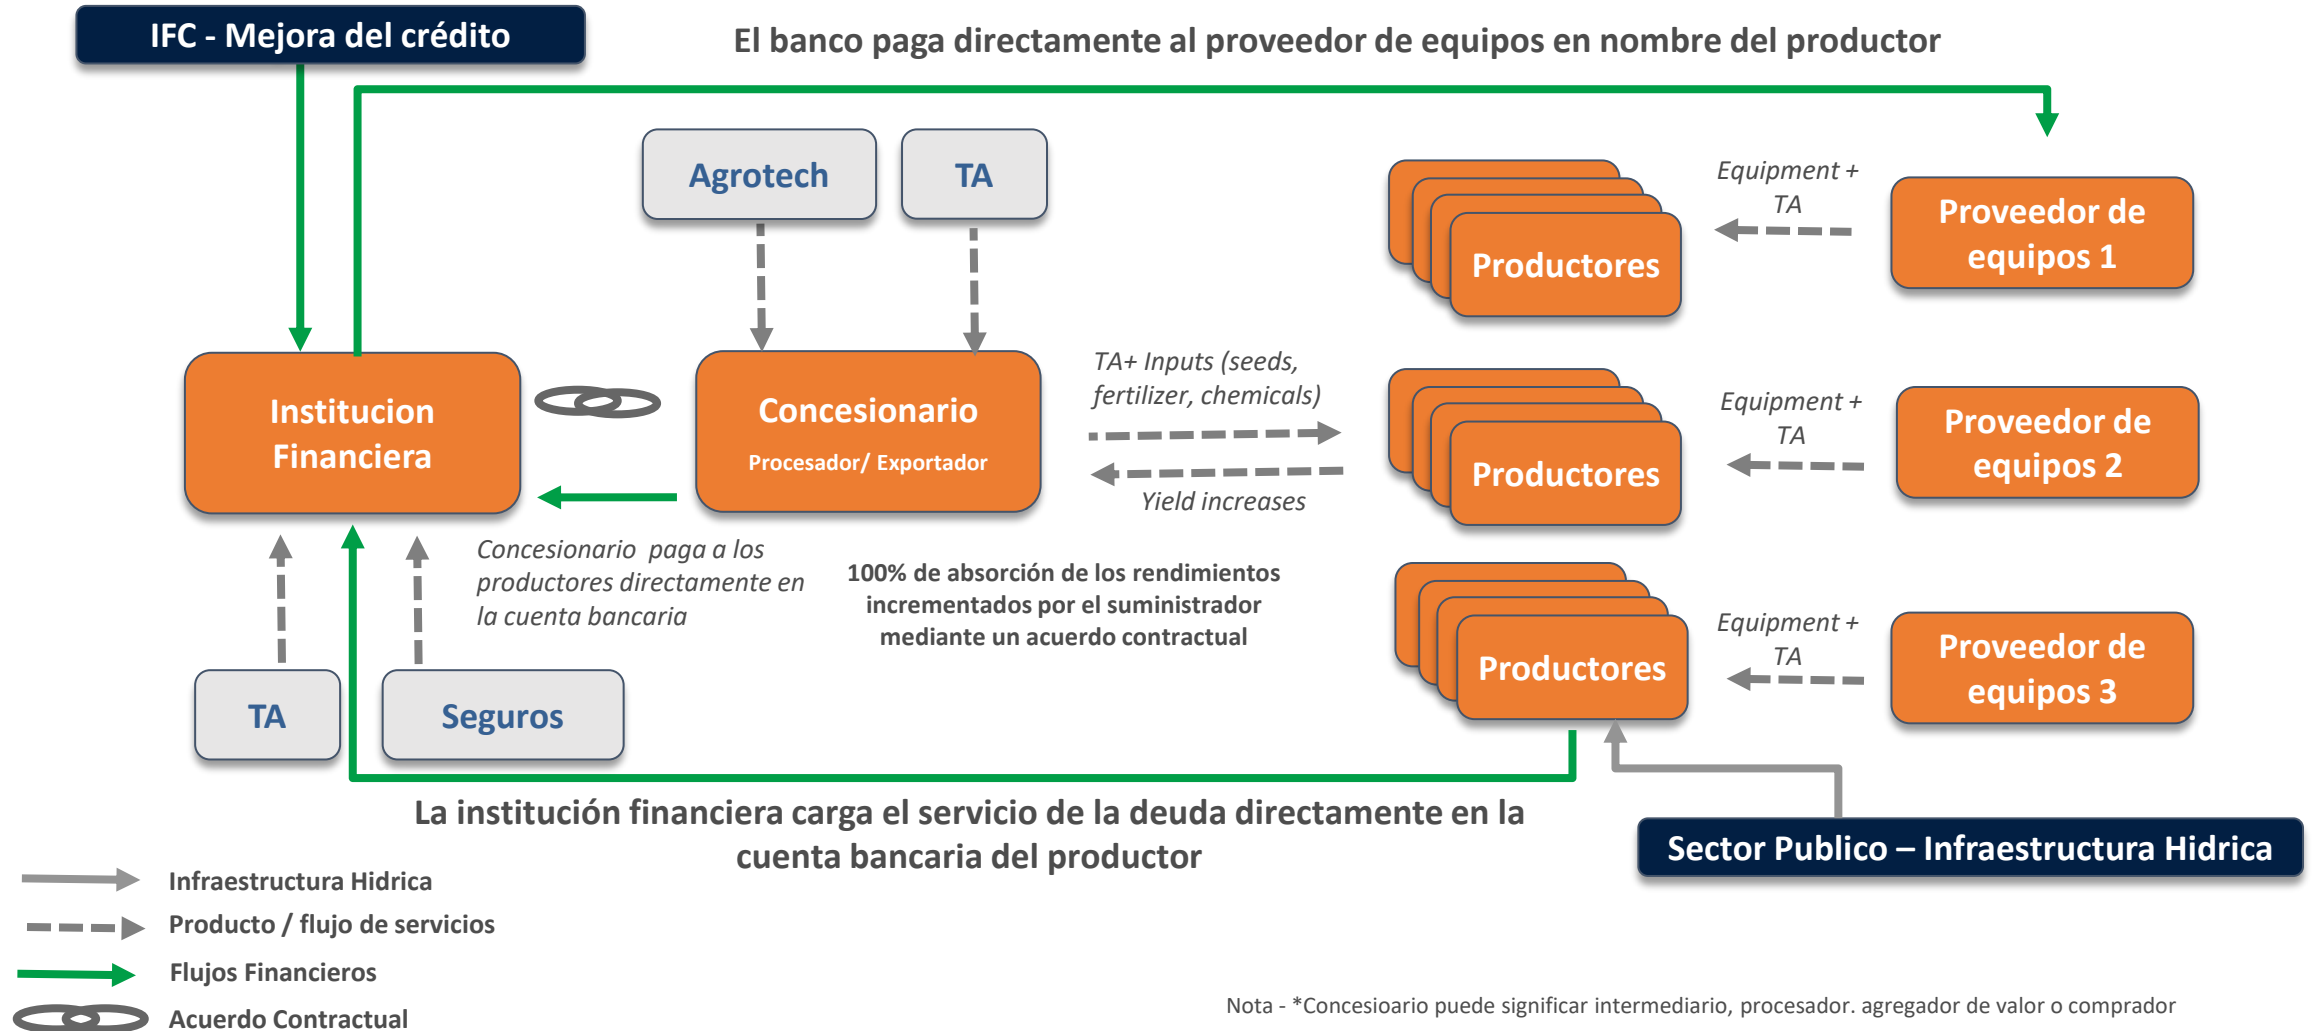 IFC - Mejora del crédito
El banco paga directamente al proveedor de equipos en nombre del productor
Agrotech
TA
Productores
Equipment +
TA
Proveedor de
equipos 1
Institucion
Financiera
Concesionario
Procesador/ Exportador
TA+ Inputs (seeds,
fertilizer, chemicals)
Yield increases
Productores
Equipment +
TA
Proveedor de
equipos 2
Concesionario  paga a los
productores directamente en
la cuenta bancaria
100% de absorción de los rendimientos
incrementados por el suministrador
mediante un acuerdo contractual
Productores
Equipment +
TA
Proveedor de
equipos 3
TA
Seguros
La institución financiera carga el servicio de la deuda directamente en la
cuenta bancaria del productor
Sector Publico – Infraestructura Hidrica
Infraestructura Hidrica
Producto / flujo de servicios
Flujos Financieros
Acuerdo Contractual
Nota - *Concesioario puede significar intermediario, procesador. agregador de valor o comprador